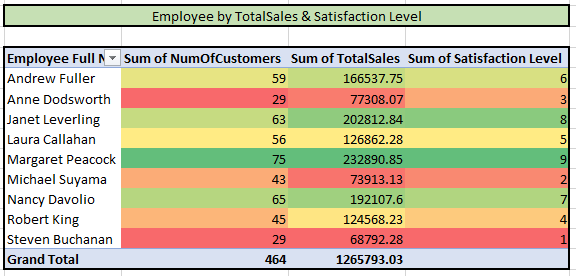 Employee by TotalSales & Satisfaction Level
Employee Full N Sum of NumOfCustomers Sum of TotalSales Sum of Satisfaction Level
Andrew Fuller 59 166537.75 6
Anne Dodsworth 29 77308.07 3
Janet Leverling 63 202812.84 8
Laura Callahan 56 126862.28 5
Margaret Peacock 75 232890.85 9
Michael Suyama 43 73913.13 2
Nancy Davolio 65 192107.6 7
Robert King 45 124568.23 4
Steven Buchanan 29 68792.28 1
Grand Total 464 1265793.03